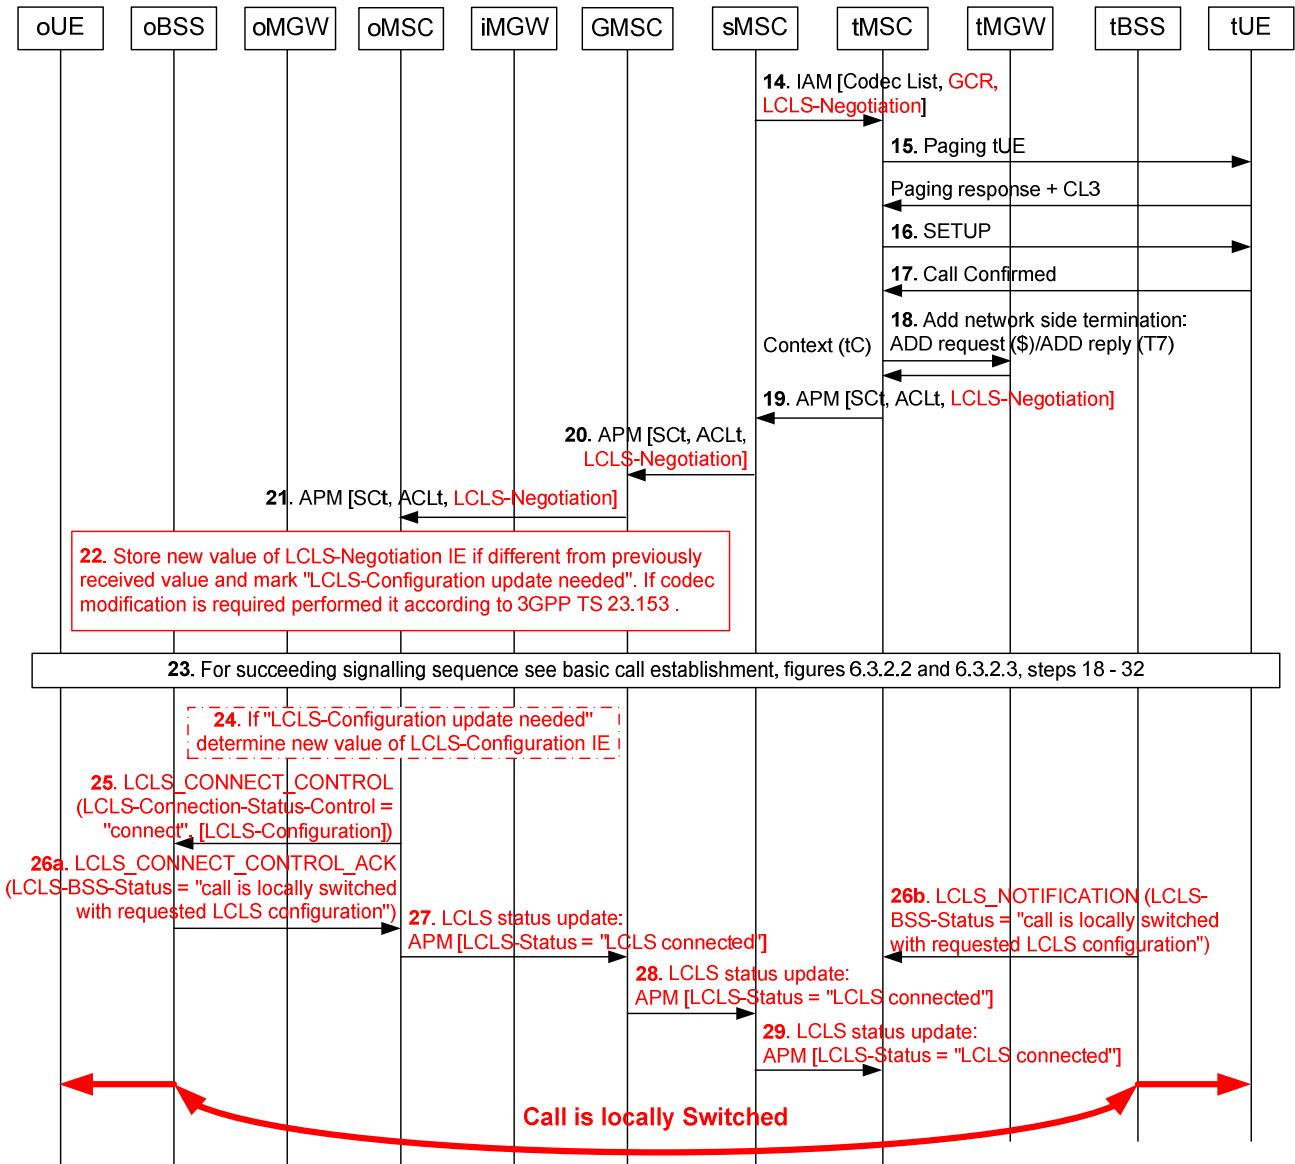 oUE oBSS oMGW oMSC iMGW GMSC sMSC tMSC tMGW tBSS tUE
14. IAM [Codec List, GCR,
LCLS-Negotiation]
15. Paging tUE
Paging response + CL3
16. SETUP
17. Call Confirmed
18. Add network side termination:
Context (tC)
ADD request ($)/ADD reply (T7)
19. APM [SCt, ACLt, LCLS-Negotiation]
20. APM [SCt, ACLt,
LCLS-Negotiation]
21. APM [SCt, ACLt, LCLS-Negotiation]
22. Store new value of LCLS-Negotiation IE if different from previously
received value and mark "LCLS-Configuration update needed". If codec
modification is required performed it according to 3GPP TS 23.153 .
23. For succeeding signalling sequence see basic call establishment, figures 6.3.2.2 and 6.3.2.3, steps 18 - 32
24. If "LCLS-Configuration update needed"
determine new value of LCLS-Configuration IE
25. LCLS_CONNECT_CONTROL
(LCLS-Connection-Status-Control =
"connect", [LCLS-Configuration])
26a. LCLS_CONNECT_CONTROL_ACK
(LCLS-BSS-Status = "call is locally switched
with requested LCLS configuration")
26b. LCLS_NOTIFICATION (LCLS-
BSS-Status = "call is locally switched
with requested LCLS configuration")
27. LCLS status update:
APM [LCLS-Status = "LCLS connected"]
28. LCLS status update:
APM [LCLS-Status = "LCLS connected"]
29. LCLS status update:
APM [LCLS-Status = "LCLS connected"]
Call is locally Switched